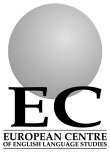 EC
EUROPEAN CENTRE
OF ENGLISH LANGUAGE STUDIES